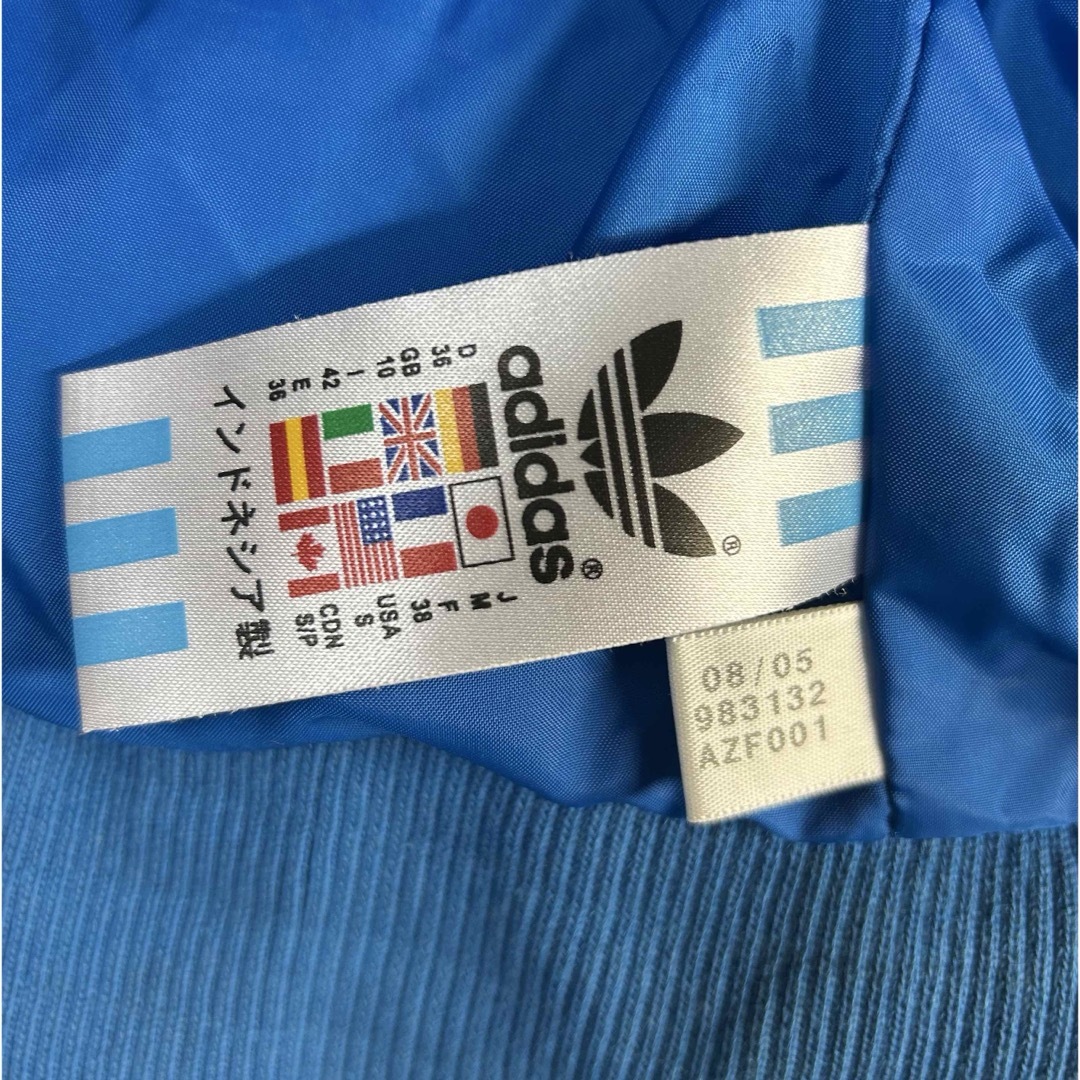 ®
adidas®
D 36 J M
GB 10 F 38
I 42 USA S
E 36 CDN S/P
インドネシア製
08/05
983132
AZF001